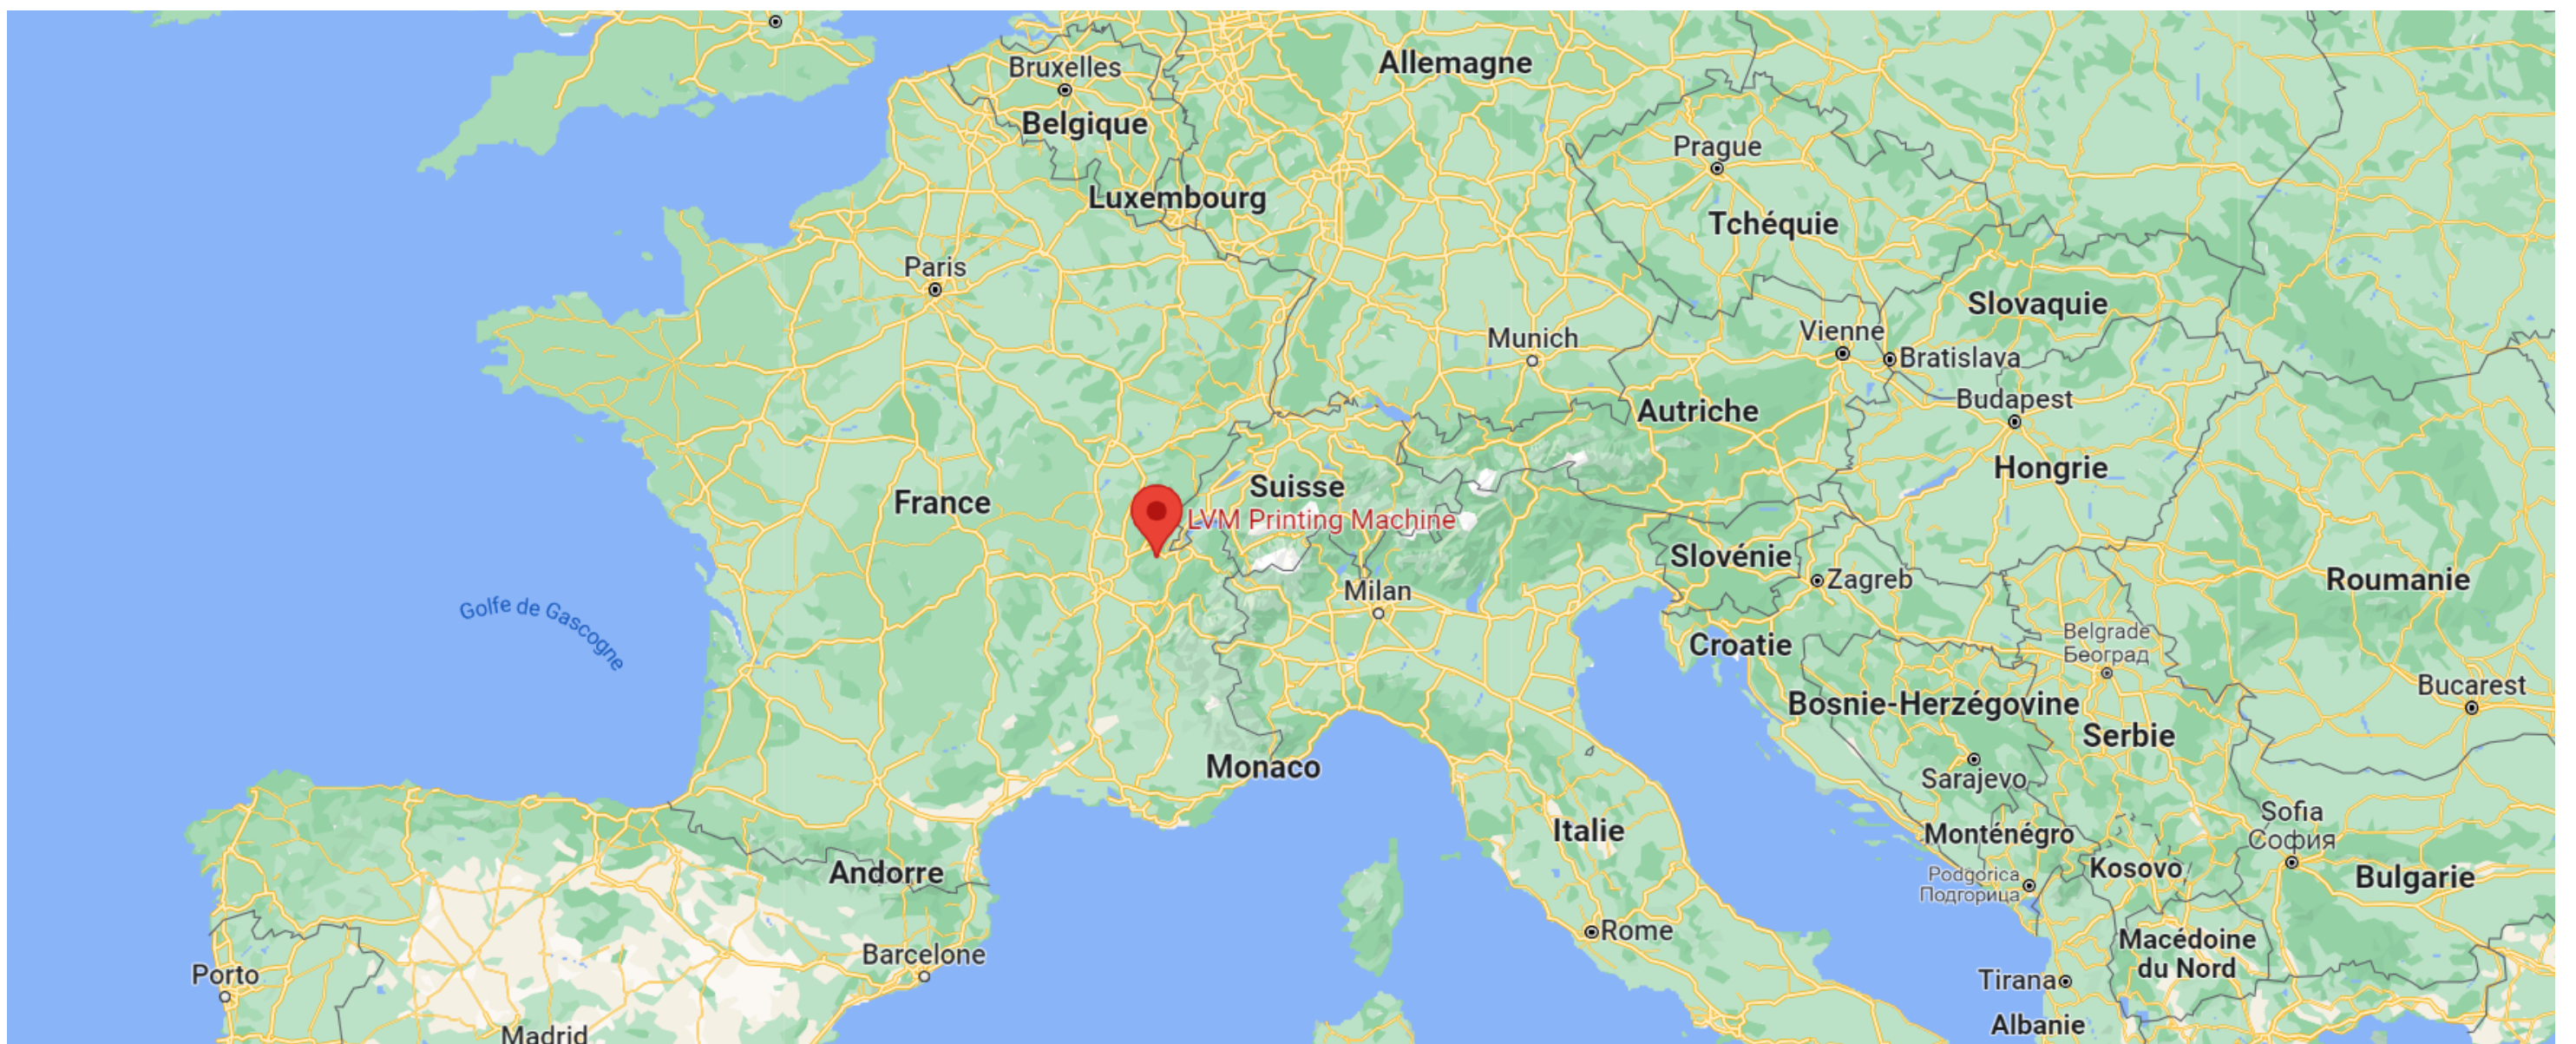 Bruxelles
Belgique
Allemagne
Luxembourg
Prague
Tchéquie
Paris
Slovaquie
Munich
Vienne
Bratislava
Autriche
Budapest
Hongrie
France
Suisse
LVM Printing Machine
Slovénie
Zagreb
Roumanie
Milan
Golfe de Gascogne
Croatie
Belgrade
Београд
Bosnie-Herzégovine
Bucarest
Serbie
Monaco
Sarajevo
Sofia
София
Italie
Monténégro
Andorre
Kosovo
Bulgarie
Podgorica
Подгорица
Rome
Macédoine
du Nord
Barcelone
Porto
Tirana
Madrid
Albanie